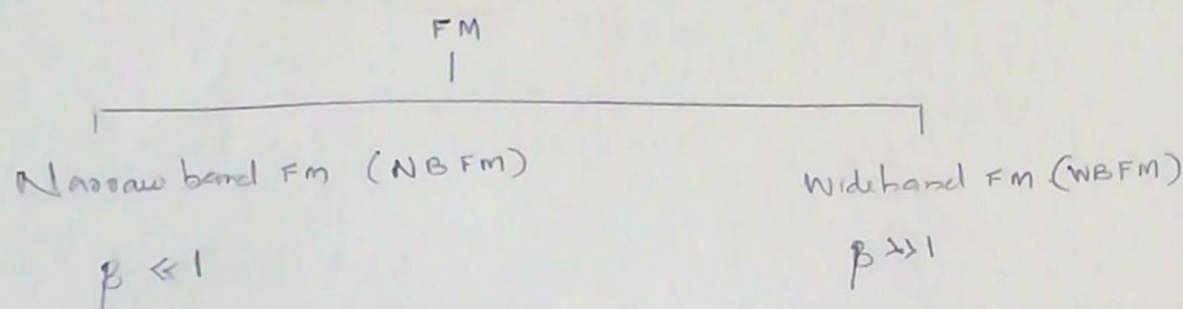 FM
Narrow band FM (NBFM)
Wideband FM (WBFM)
β << 1
β >> 1